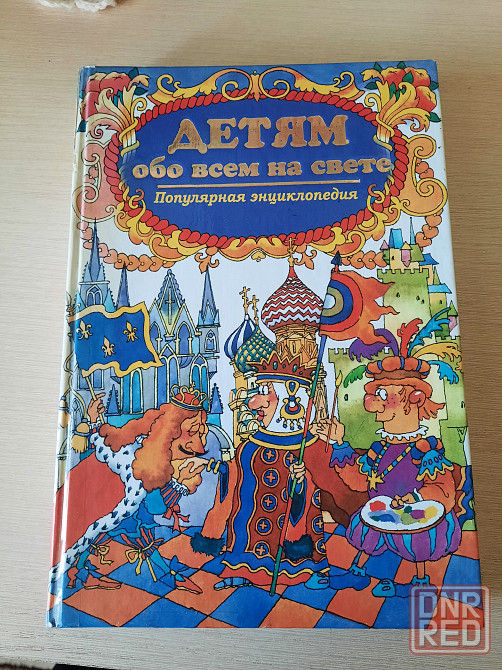 ДЕТЯМ
обо всем на свете
Популярная энциклопедия
DNR
RED